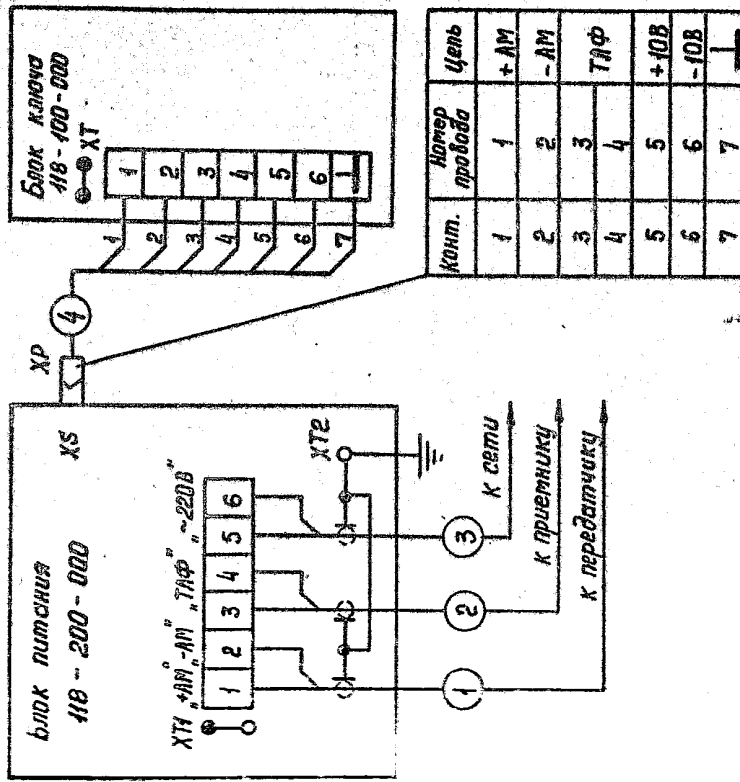 Блок питания
118-200-000
XS
XT1
"+АМ" "-АМ" "ТАФ" "~220В"
1 2 3 4 5 6
XT2
1
2
3
к сети
к приемнику
к передатчику
XP
4
Блок ключа
118-100-000
XT
1 1
2 2
3 3
4 4
5 5
6 6
7
Конт. Номер провода Цепь
1 1 +АМ
2 2 -АМ
3 3 ТАФ
4 4
5 5 +10В
6 6 -10В
7 7